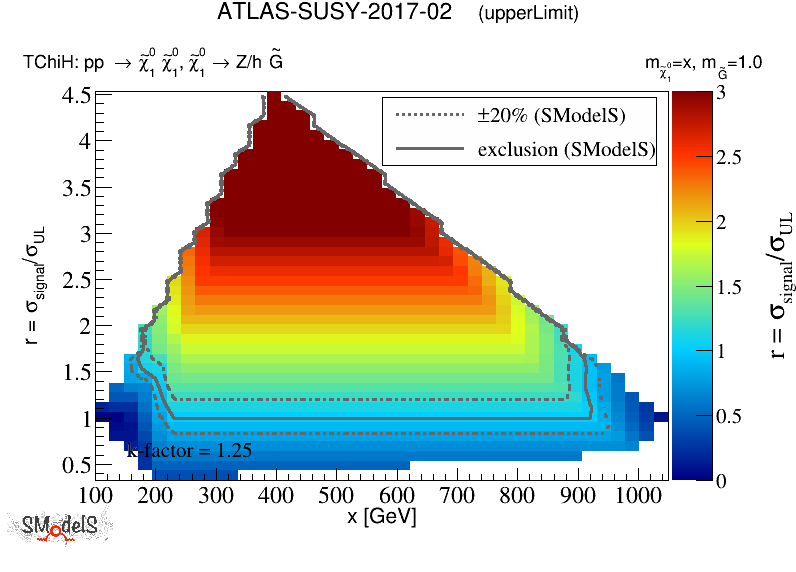 ATLAS-SUSY-2017-02 (upperLimit)
TChiH: pp → χ̃₁⁰ χ̃₁⁰, χ̃₁⁰ → Z/h G̃
m_χ̃₁⁰=x, m_G̃=1.0
±20% (SModelS)
exclusion (SModelS)
4.5
4
3.5
3
2.5
2
1.5
1
0.5
r = σ_signal/σ_UL
k-factor = 1.25
100 200 300 400 500 600 700 800 900 1000
x [GeV]
3
2.5
2
1.5
1
0.5
0
r = σ_signal/σ_UL
SModelS